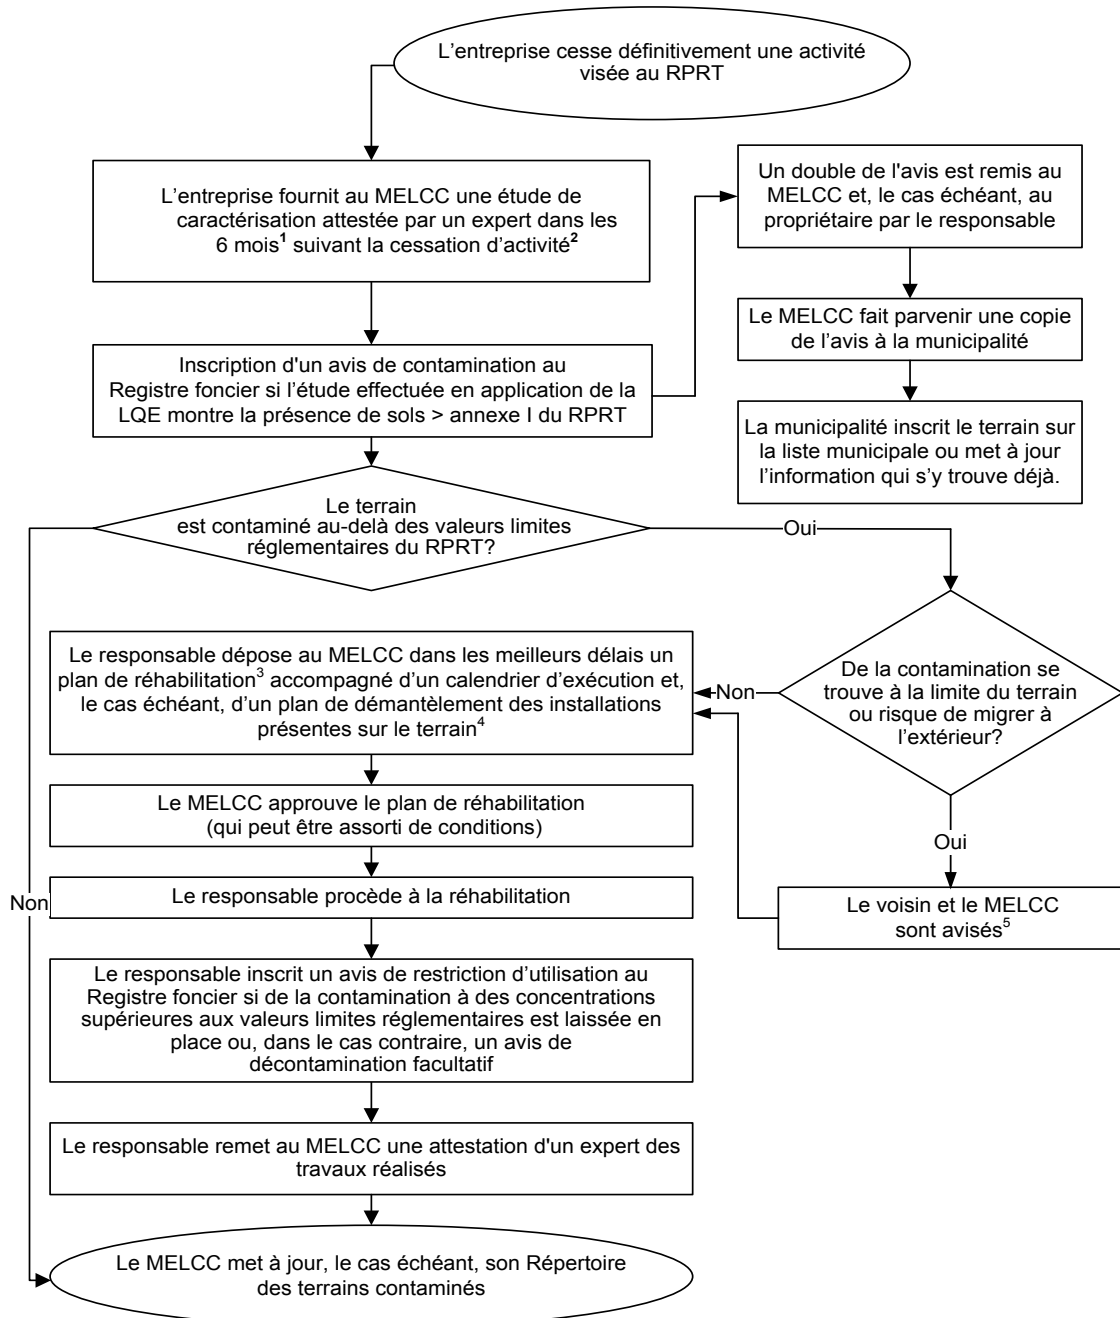 L'entreprise cesse définitivement une activité
visée au RPRT
L'entreprise fournit au MELCC une étude de
caractérisation attestée par un expert dans les
6 mois¹ suivant la cessation d'activité²
Un double de l'avis est remis au
MELCC et, le cas échéant, au
propriétaire par le responsable
Le MELCC fait parvenir une copie
de l'avis à la municipalité
La municipalité inscrit le terrain sur
la liste municipale ou met à jour
l'information qui s'y trouve déjà.
Inscription d'un avis de contamination au
Registre foncier si l'étude effectuée en application de la
LQE montre la présence de sols > annexe I du RPRT
Le terrain
est contaminé au-delà des valeurs limites
réglementaires du RPRT?
Oui
De la contamination se
trouve à la limite du terrain
ou risque de migrer à
l'extérieur?
Non
Oui
Le voisin et le MELCC
sont avisés⁵
Le responsable dépose au MELCC dans les meilleurs délais un
plan de réhabilitation³ accompagné d'un calendrier d'exécution et,
le cas échéant, d'un plan de démantèlement des installations
présentes sur le terrain⁴
Le MELCC approuve le plan de réhabilitation
(qui peut être assorti de conditions)
Non
Le responsable procède à la réhabilitation
Le responsable inscrit un avis de restriction d'utilisation au
Registre foncier si de la contamination à des concentrations
supérieures aux valeurs limites réglementaires est laissée en
place ou, dans le cas contraire, un avis de
décontamination facultatif
Le responsable remet au MELCC une attestation d'un expert des
travaux réalisés
Le MELCC met à jour, le cas échéant, son Répertoire
des terrains contaminés